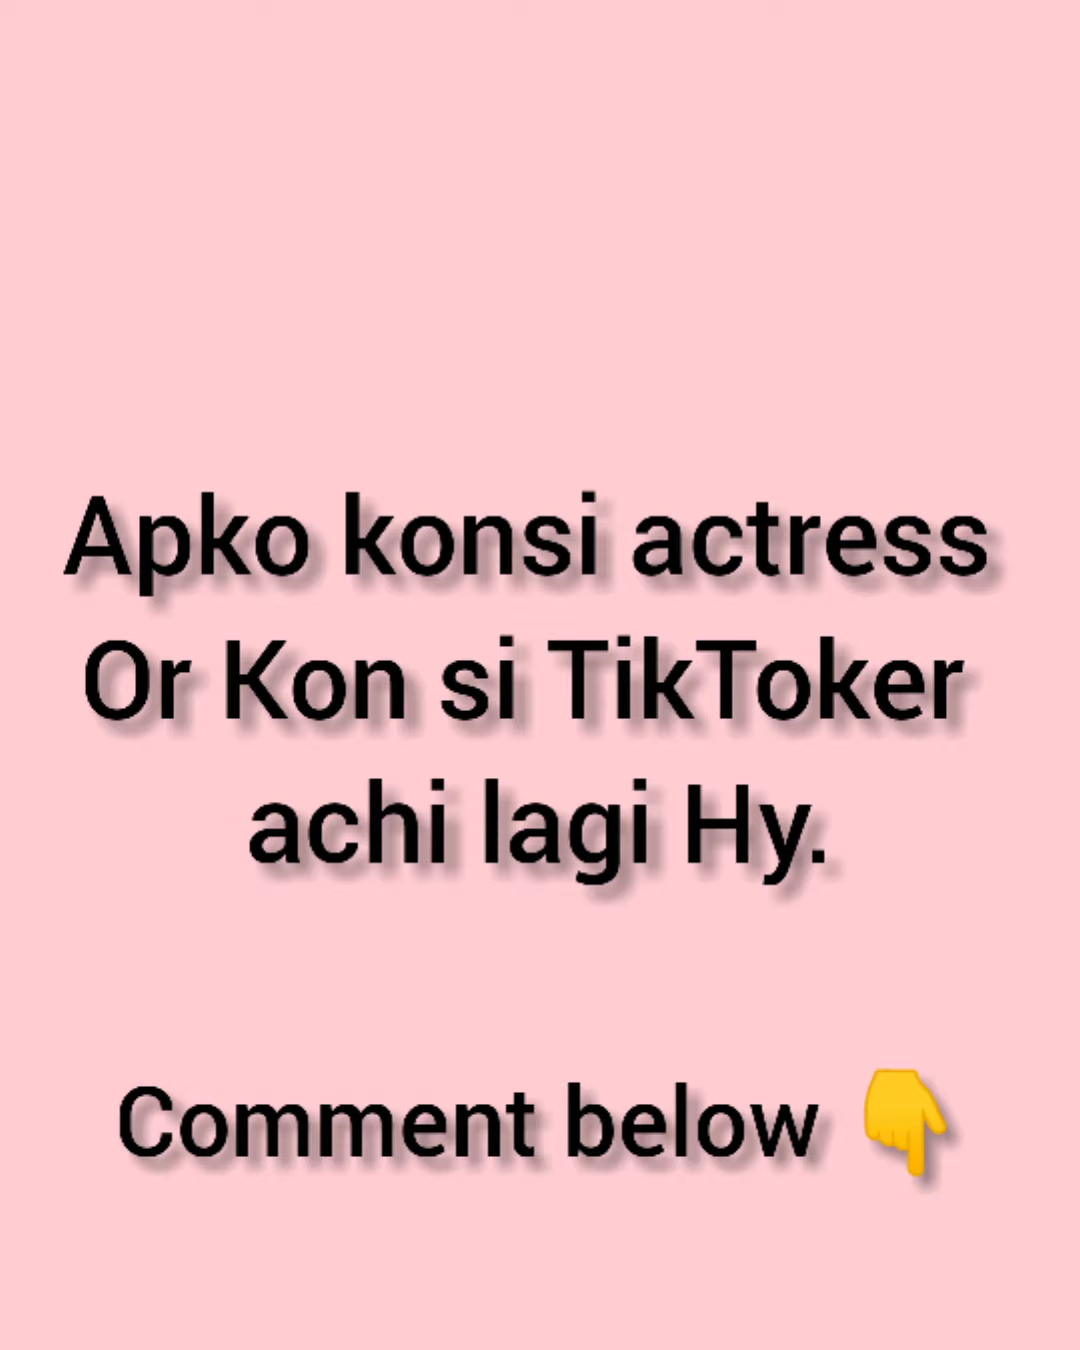 Apko konsi actress
Or Kon si TikToker
achi lagi Hy.
Comment below 👇